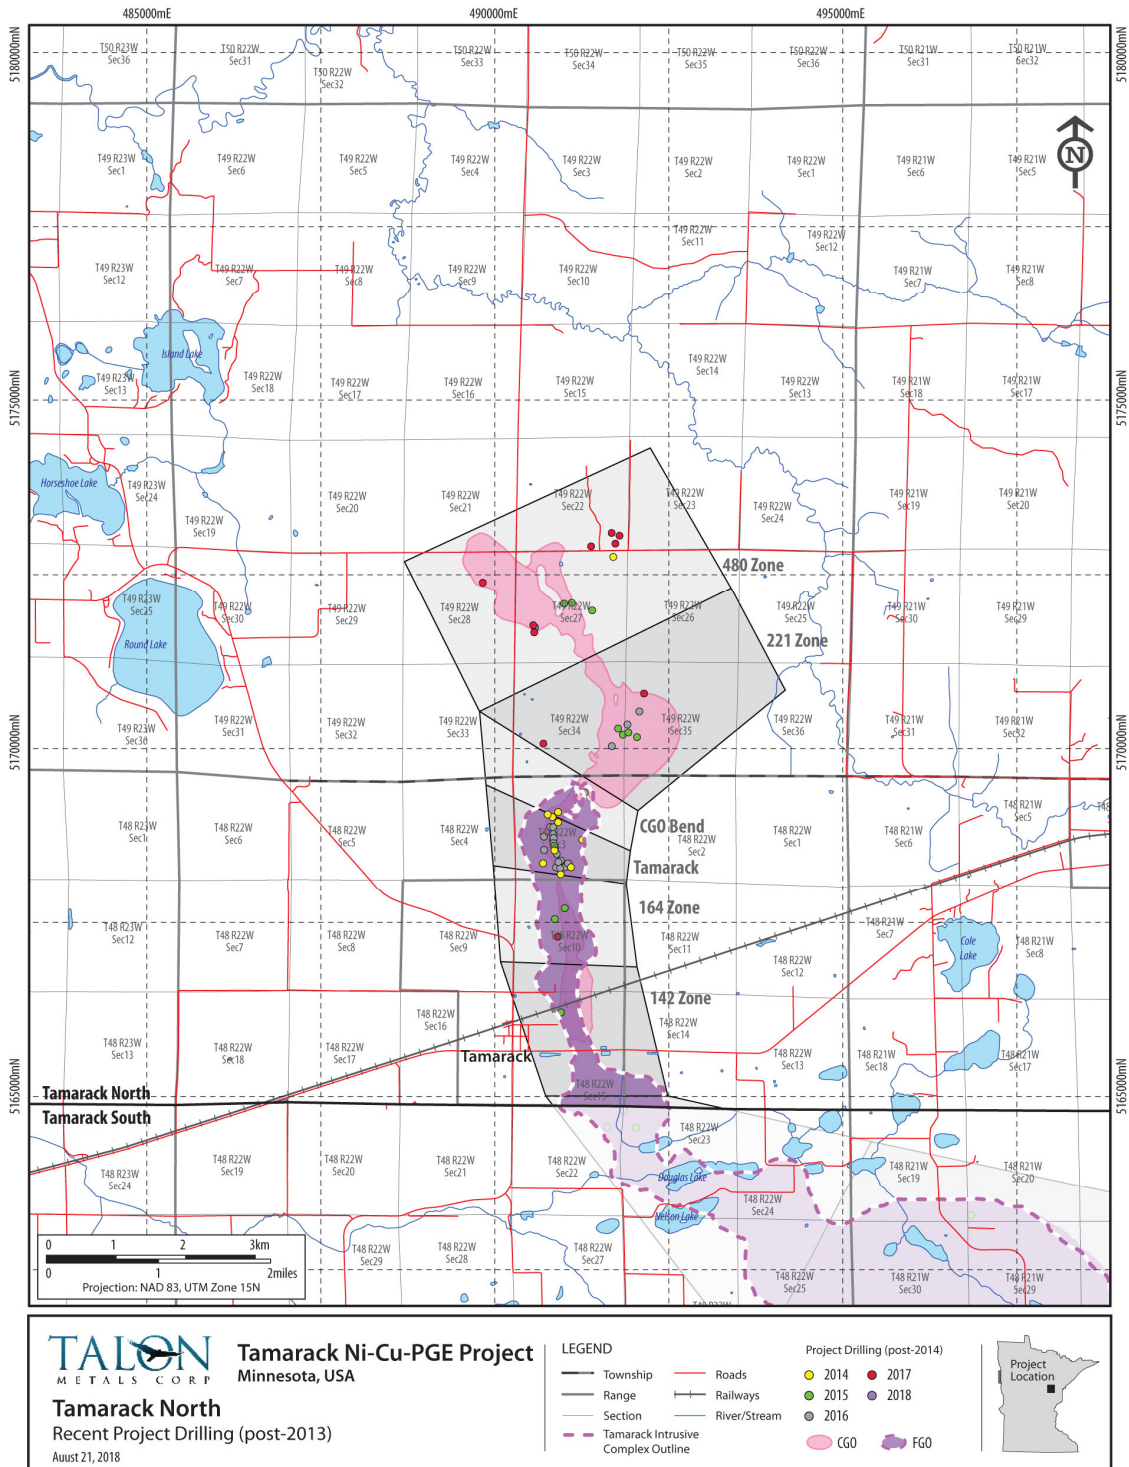 485000mE
490000mE
495000mE
5180000mN
5180000mN
T50 R23W
Sec36
T50 R22W
Sec31
T50 R22W
Sec32
T50 R22W
Sec33
T50 R22W
Sec34
T50 R22W
Sec35
T50 R22W
Sec36
T50 R21W
Sec31
T50 R21W
Sec32
N
T49 R23W
Sec1
T49 R22W
Sec6
T49 R22W
Sec5
T49 R22W
Sec4
T49 R22W
Sec3
T49 R22W
Sec2
T49 R22W
Sec1
T49 R21W
Sec6
T49 R21W
Sec5
T49 R23W
Sec12
T49 R22W
Sec7
T49 R22W
Sec8
T49 R22W
Sec9
T49 R22W
Sec10
T49 R22W
Sec11
T49 R22W
Sec12
T49 R21W
Sec7
T49 R21W
Sec8
Island Lake
5175000mN
5175000mN
T49 R23W
Sec13
T49 R22W
Sec18
T49 R22W
Sec17
T49 R22W
Sec16
T49 R22W
Sec15
T49 R22W
Sec14
T49 R22W
Sec13
T49 R21W
Sec18
T49 R21W
Sec17
Horseshoe Lake
T49 R23W
Sec24
T49 R22W
Sec19
T49 R22W
Sec20
T49 R22W
Sec21
T49 R22W
Sec22
T49 R22W
Sec23
T49 R22W
Sec24
T49 R21W
Sec19
T49 R21W
Sec20
480 Zone
T49 R23W
Sec25
T49 R22W
Sec30
T49 R22W
Sec29
T49 R22W
Sec28
T49 R22W
Sec27
T49 R22W
Sec26
T49 R22W
Sec25
T49 R21W
Sec30
T49 R21W
Sec29
Round Lake
221 Zone
T49 R23W
Sec36
T49 R22W
Sec31
T49 R22W
Sec32
T49 R22W
Sec33
T49 R22W
Sec34
T49 R22W
Sec35
T49 R22W
Sec36
T49 R21W
Sec31
T49 R21W
Sec32
5170000mN
5170000mN
T48 R23W
Sec1
T48 R22W
Sec6
T48 R22W
Sec5
T48 R22W
Sec4
T48 R22W
Sec3
CGO Bend
T48 R22W
Sec2
T48 R22W
Sec1
T48 R21W
Sec6
T48 R21W
Sec5
Tamarack
164 Zone
T48 R23W
Sec12
T48 R22W
Sec7
T48 R22W
Sec8
T48 R22W
Sec9
T48 R22W
Sec10
T48 R22W
Sec11
T48 R22W
Sec12
T48 R21W
Sec7
T48 R21W
Sec8
Cole
Lake
142 Zone
T48 R23W
Sec13
T48 R22W
Sec18
T48 R22W
Sec17
T48 R22W
Sec16
T48 R22W
Sec15
T48 R22W
Sec14
T48 R22W
Sec13
T48 R21W
Sec18
T48 R21W
Sec17
Tamarack
5165000mN
5165000mN
Tamarack North
Tamarack South
T48 R23W
Sec24
T48 R22W
Sec19
T48 R22W
Sec20
T48 R22W
Sec21
T48 R22W
Sec22
T48 R22W
Sec23
T48 R22W
Sec24
T48 R21W
Sec19
T48 R21W
Sec20
Douglas Lake
Nelson Lake
T48 R22W
Sec29
T48 R22W
Sec28
T48 R22W
Sec27
T48 R22W
Sec25
T48 R21W
Sec30
T48 R21W
Sec29
0 1 2 3km
0 1 2miles
Projection: NAD 83, UTM Zone 15N
TALON
METALS CORP
Tamarack Ni-Cu-PGE Project
Minnesota, USA
Tamarack North
Recent Project Drilling (post-2013)
Auust 21, 2018
LEGEND
Township
Range
Section
Tamarack Intrusive
Complex Outline
Roads
Railways
River/Stream
Project Drilling (post-2014)
2014
2015
2016
2017
2018
CGO
FGO
Project
Location